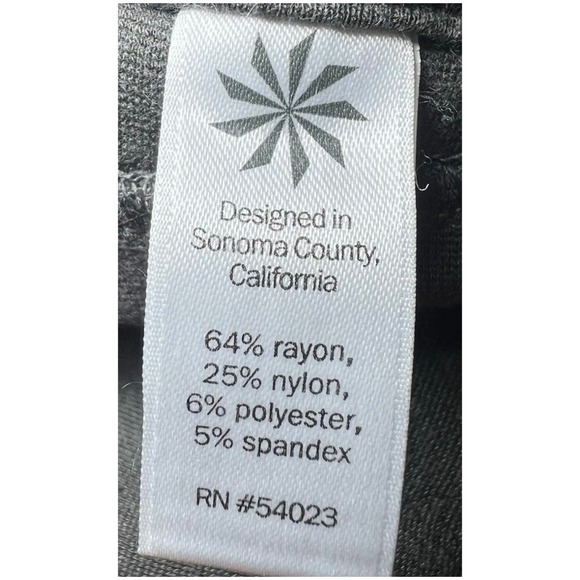 Designed in
Sonoma County,
California
64% rayon,
25% nylon,
6% polyester,
5% spandex
RN #54023